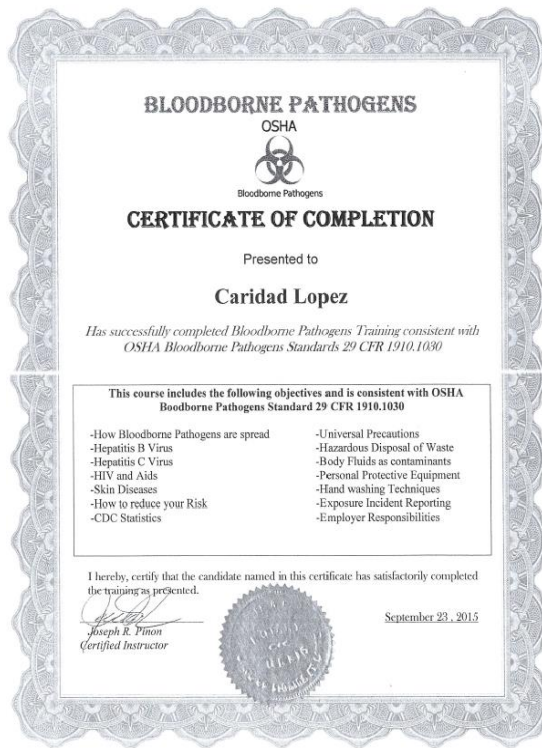 BLOODBORNE PATHOGENS
OSHA
Bloodborne Pathogens
CERTIFICATE OF COMPLETION
Presented to
Caridad Lopez
Has successfully completed Bloodborne Pathogens Training consistent with
OSHA Bloodborne Pathogens Standards 29 CFR 1910.1030
This course includes the following objectives and is consistent with OSHA
Boodborne Pathogens Standard 29 CFR 1910.1030
-How Bloodborne Pathogens are spread
-Hepatitis B Virus
-Hepatitis C Virus
-HIV and Aids
-Skin Diseases
-How to reduce your Risk
-CDC Statistics
-Universal Precautions
-Hazardous Disposal of Waste
-Body Fluids as contaminants
-Personal Protective Equipment
-Hand washing Techniques
-Exposure Incident Reporting
-Employer Responsibilities
I hereby, certify that the candidate named in this certificate has satisfactorily completed
the training as presented.
September 23 , 2015
Joseph R. Pinon
Certified Instructor